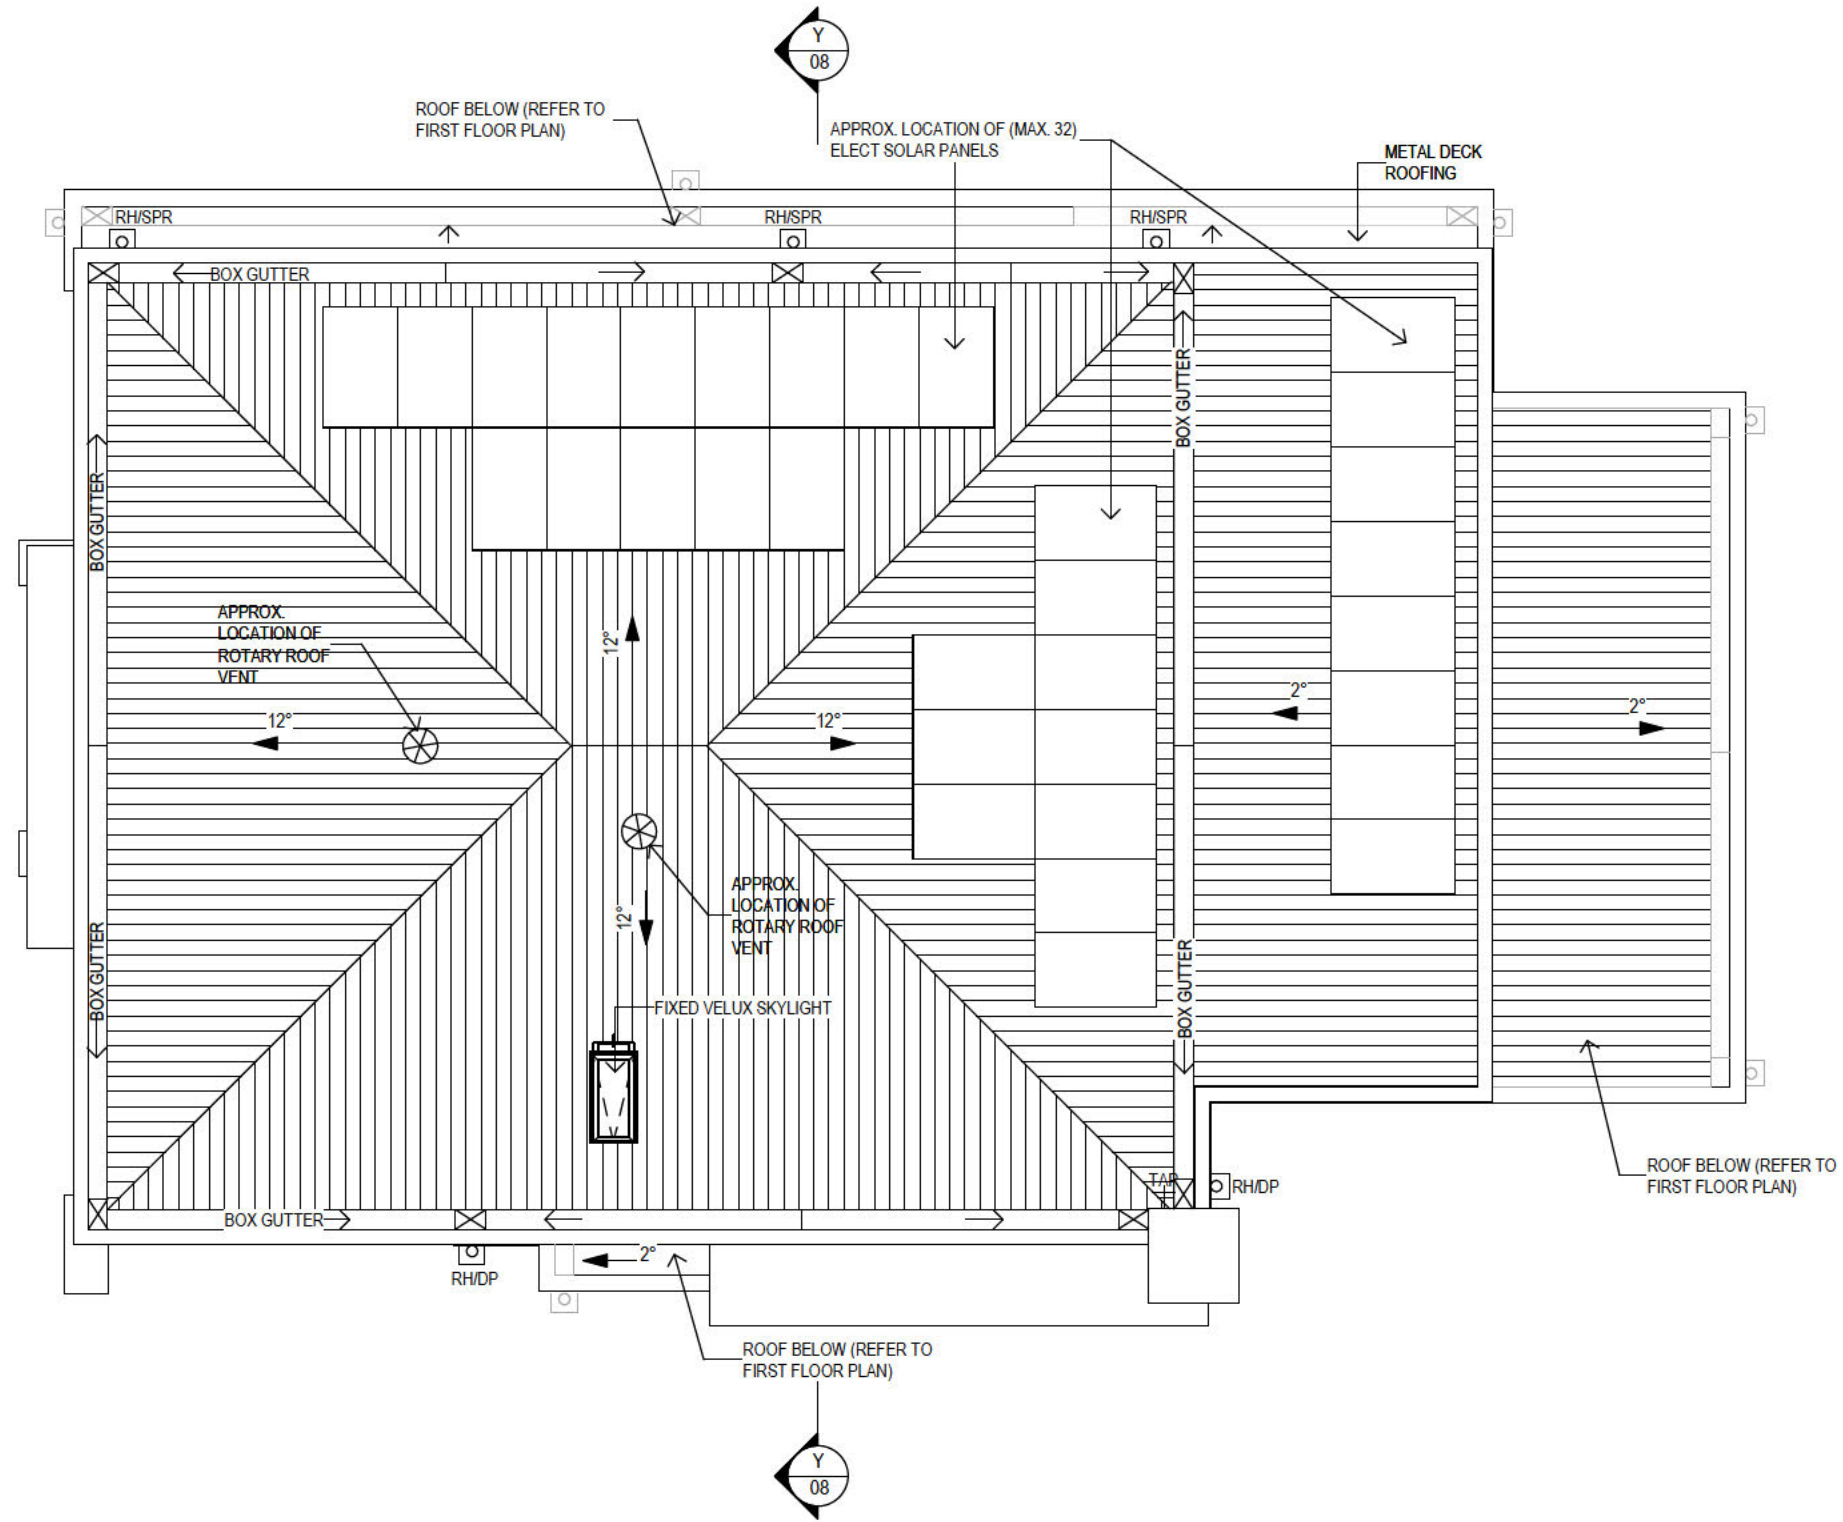 Y
08
ROOF BELOW (REFER TO
FIRST FLOOR PLAN)
APPROX. LOCATION OF (MAX. 32)
ELECT SOLAR PANELS
METAL DECK
ROOFING
RH/SPR
RH/SPR
RH/SPR
BOX GUTTER
BOX GUTTER
BOX GUTTER
APPROX.
LOCATION OF
ROTARY ROOF
VENT
12°
12°
12°
2°
2°
12°
APPROX.
LOCATION OF
ROTARY ROOF
VENT
BOX GUTTER
BOX GUTTER
FIXED VELUX SKYLIGHT
TAP
RH/DP
ROOF BELOW (REFER TO
FIRST FLOOR PLAN)
BOX GUTTER
2°
RH/DP
ROOF BELOW (REFER TO
FIRST FLOOR PLAN)
Y
08